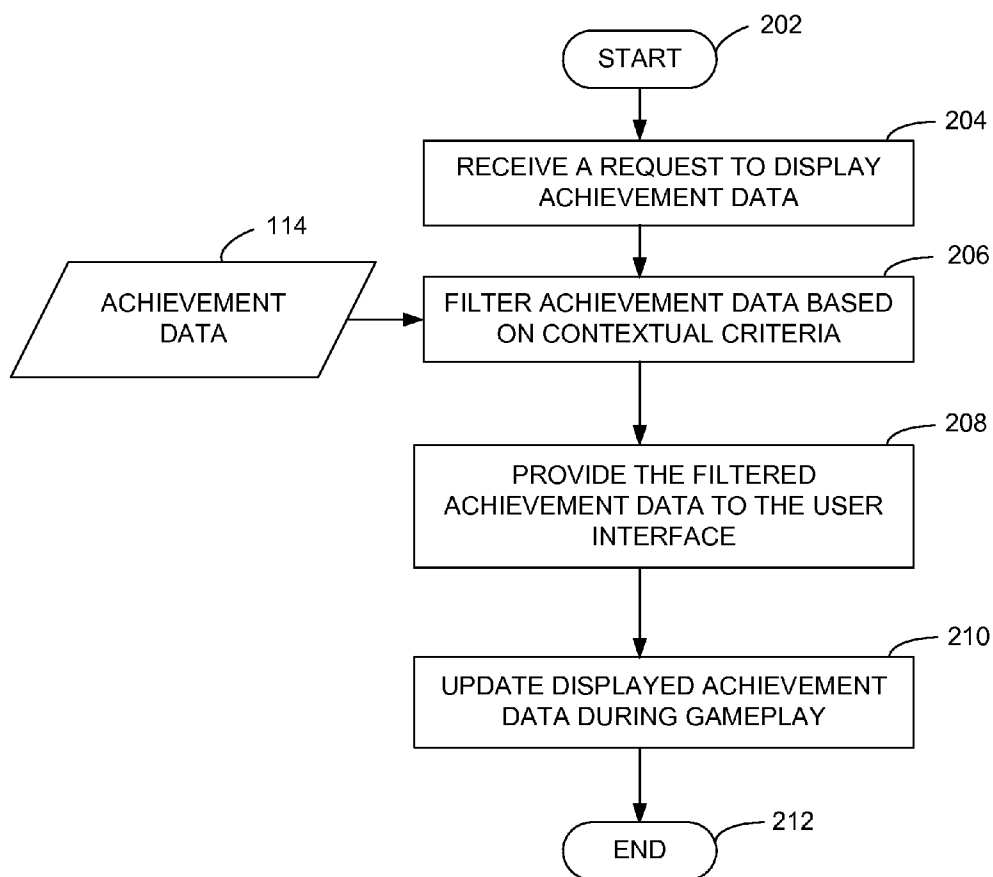 202
START
204
RECEIVE A REQUEST TO DISPLAY
ACHIEVEMENT DATA
114
206
ACHIEVEMENT
DATA
FILTER ACHIEVEMENT DATA BASED
ON CONTEXTUAL CRITERIA
208
PROVIDE THE FILTERED
ACHIEVEMENT DATA TO THE USER
INTERFACE
210
UPDATE DISPLAYED ACHIEVEMENT
DATA DURING GAMEPLAY
212
END